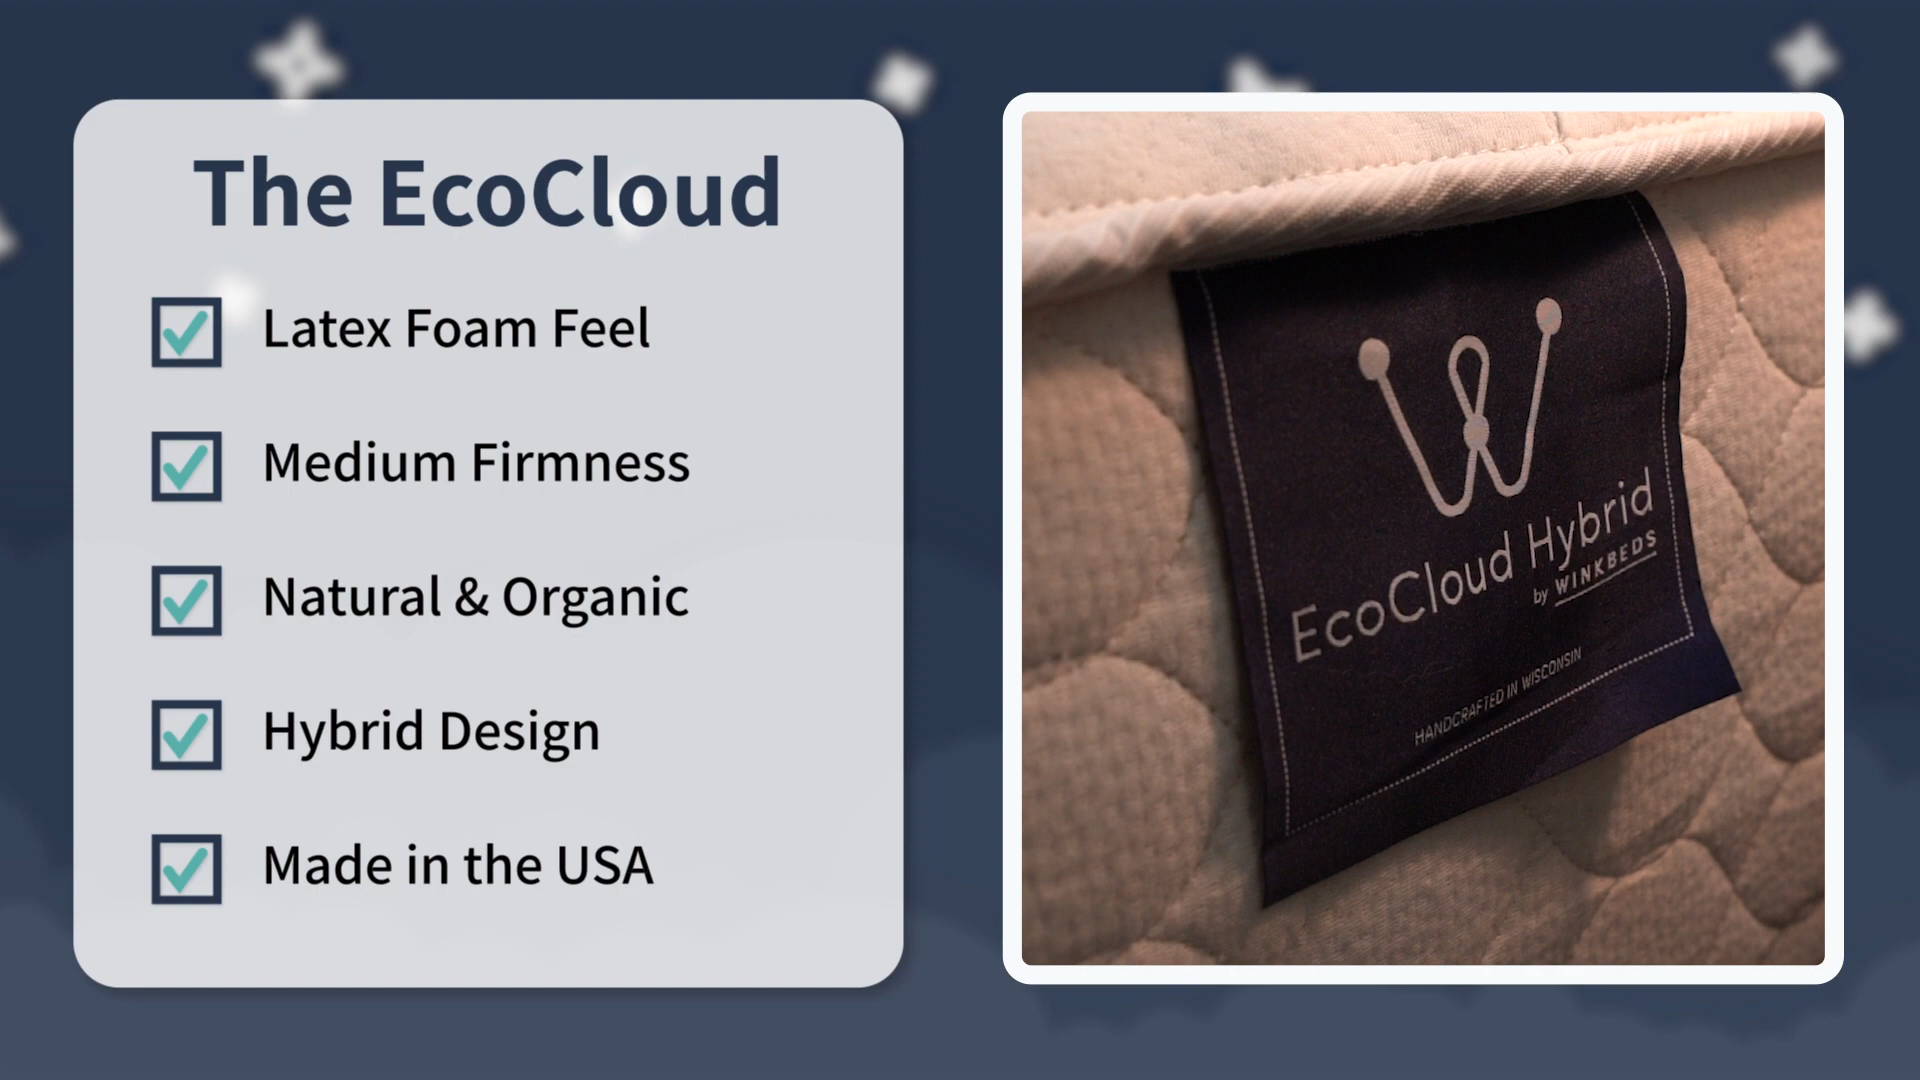 The EcoCloud
Latex Foam Feel
Medium Firmness
Natural & Organic
Hybrid Design
Made in the USA
W
EcoCloud Hybrid
by WINKBEDS
HANDCRAFTED IN WISCONSIN